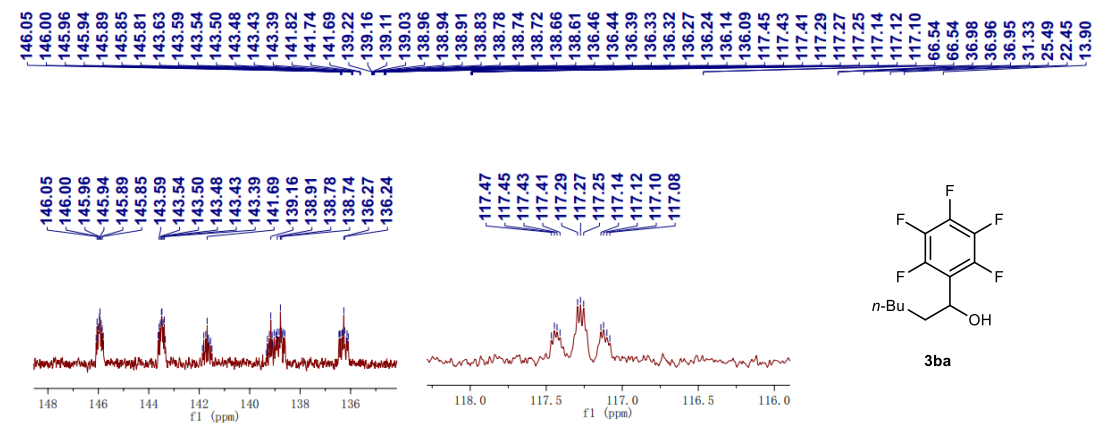 146.05 146.00 145.96 145.94 145.89 145.85 145.81 143.63 143.59 143.54 143.50 143.48 143.43 143.39 141.82 141.74 141.69 139.22 139.16 139.11 139.03 138.96 138.94 138.91 138.83 138.78 138.74 138.72 138.66 138.61 136.46 136.44 136.39 136.33 136.32 136.27 136.24 136.14 136.09 117.45 117.43 117.41 117.29 117.27 117.25 117.14 117.12 117.10 66.54 66.54 36.98 36.96 36.95 31.33 25.49 22.45 13.90
146.05 146.00 145.96 145.94 145.89 145.85 143.59 143.54 143.50 143.48 143.43 143.39 141.69 139.16 138.91 138.78 138.74 136.27 136.24
148 146 144 142 140 138 136
f1 (ppm)
117.47 117.45 117.43 117.41 117.29 117.27 117.25 117.14 117.12 117.10 117.08
118.0 117.5 117.0 116.5 116.0
f1 (ppm)
F
F F
F F
n-Bu
OH
3ba